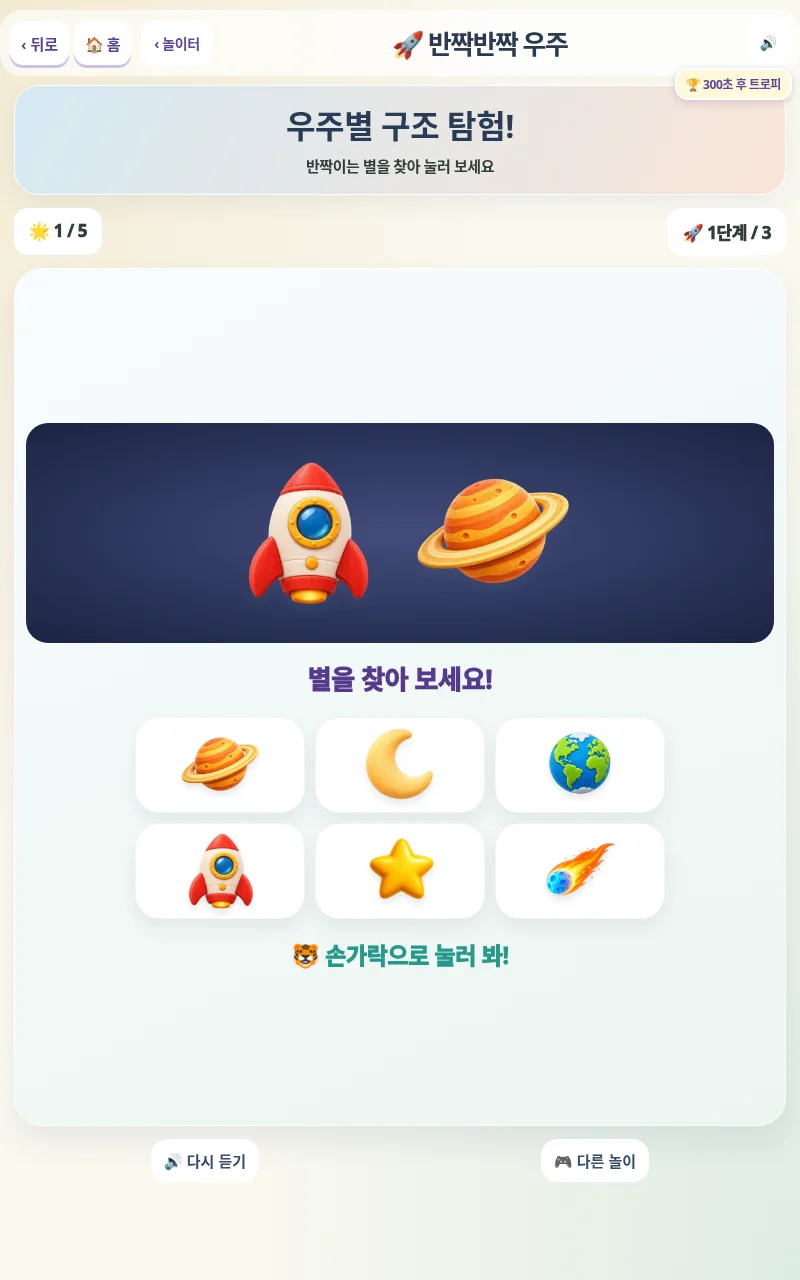 ‹ 뒤로
🏠 홈
‹ 놀이터
🚀 반짝반짝 우주
🔊
🏆 300초 후 트로피
우주별 구조 탐험!
반짝이는 별을 찾아 눌러 보세요
🌟 1 / 5
🚀 1단계 / 3
별을 찾아 보세요!
🐯 손가락으로 눌러 봐!
🔊 다시 듣기
🎮 다른 놀이